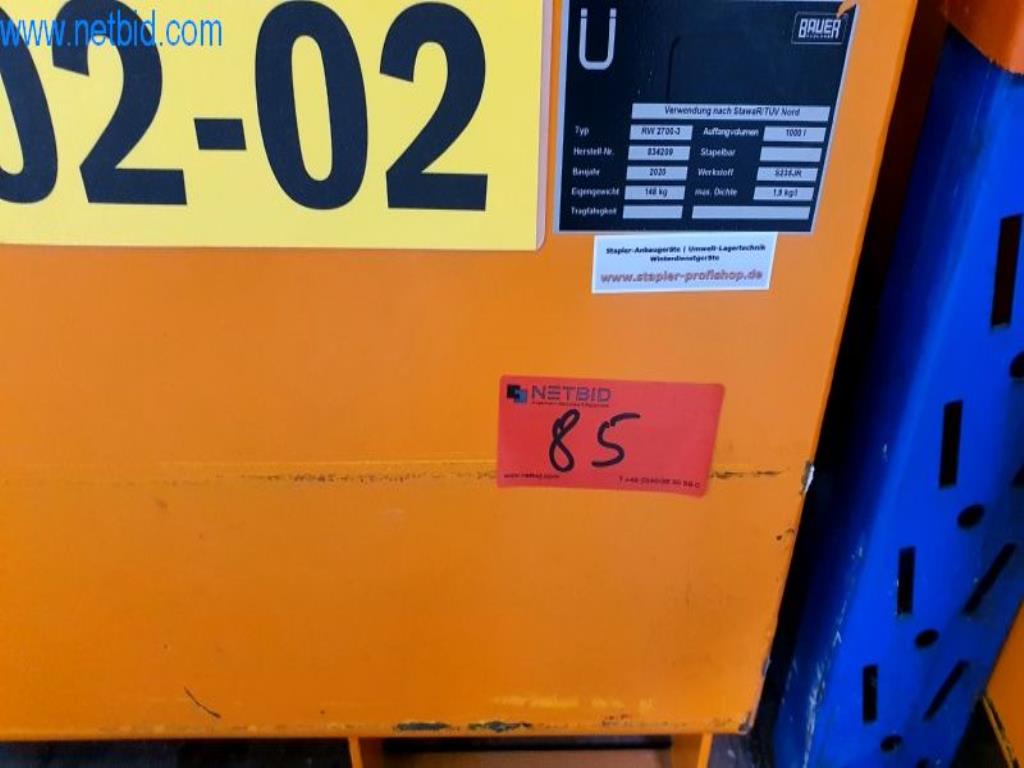 www.netbid.com
02-02
Ü
BAUER
Verwendung nach StawaR/TÜV Nord
Typ RW 2700-3 Auffangvolumen 1000 l
Herstell-Nr. 834209 Stapelbar
Baujahr 2020 Werkstoff S235JR
Eigengewicht 148 kg max. Dichte 1,9 kg/l
Tragfähigkeit
Stapler-Anbaugeräte | Umwelt-Lagertechnik
Winterdienstgeräte
www.stapler-profishop.de
NETBID
85
www.netbid.com